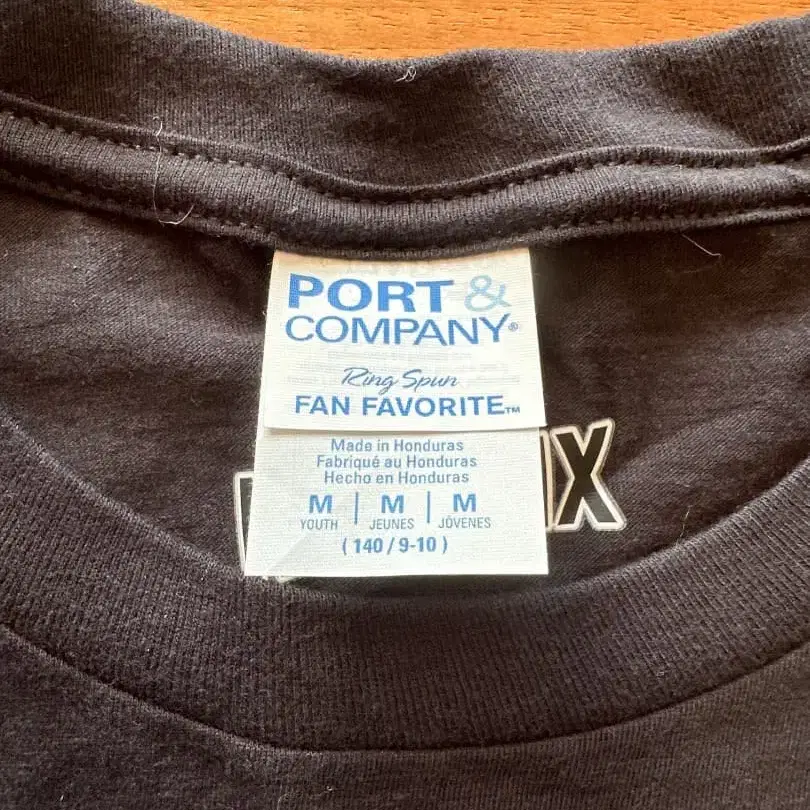 PORT &
COMPANY®
Ring Spun
FAN FAVORITE™
Made in Honduras
Fabriqué au Honduras
Hecho en Honduras
M | M | M
YOUTH | JEUNES | JÓVENES
( 140 / 9-10 )